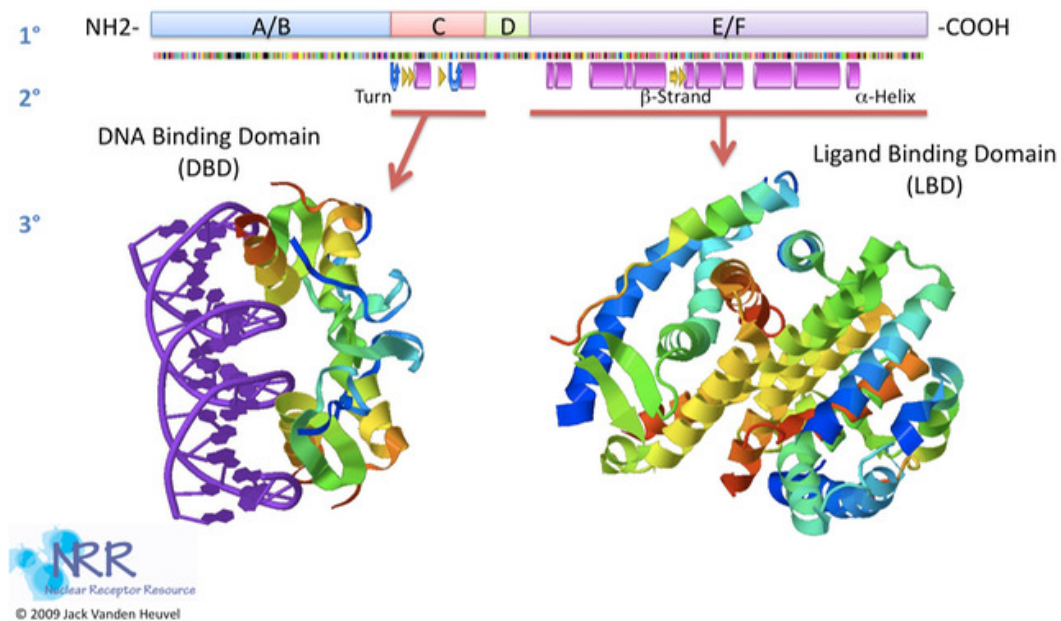 1° NH2- A/B C D E/F -COOH
2° Turn β-Strand α-Helix
DNA Binding Domain
(DBD)
Ligand Binding Domain
(LBD)
3°
NRR
Nuclear Receptor Resource
© 2009 Jack Vanden Heuvel